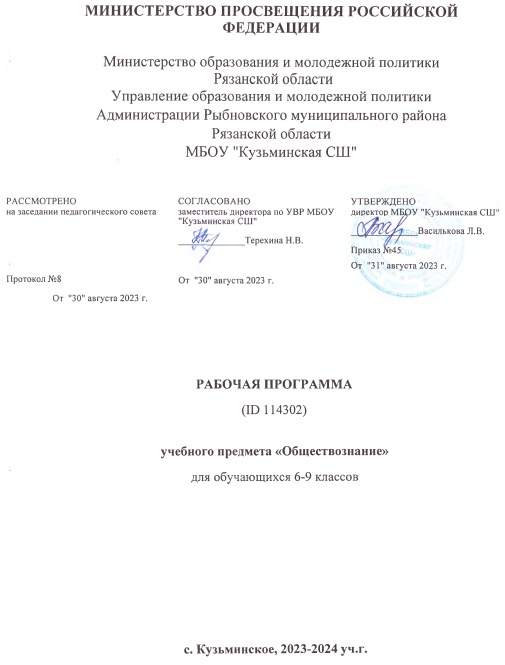 МИНИСТЕРСТВО ПРОСВЕЩЕНИЯ РОССИЙСКОЙ
ФЕДЕРАЦИИ
Министерство образования и молодежной политики
Рязанской области
Управление образования и молодежной политики
Администрации Рыбновского муниципального района
Рязанской области
МБОУ "Кузьминская СШ"
РАССМОТРЕНО
на заседании педагогического совета
Протокол №8
От "30" августа 2023 г.
СОГЛАСОВАНО
заместитель директора по УВР МБОУ
"Кузьминская СШ"
______________Терехина Н.В.
От "30" августа 2023 г.
УТВЕРЖДЕНО
директор МБОУ "Кузьминская СШ"
______________Василькова Л.В.
Приказ №45
От "31" августа 2023 г.
РАБОЧАЯ ПРОГРАММА
(ID 114302)
учебного предмета «Обществознание»
для обучающихся 6-9 классов
с. Кузьминское, 2023-2024 уч.г.